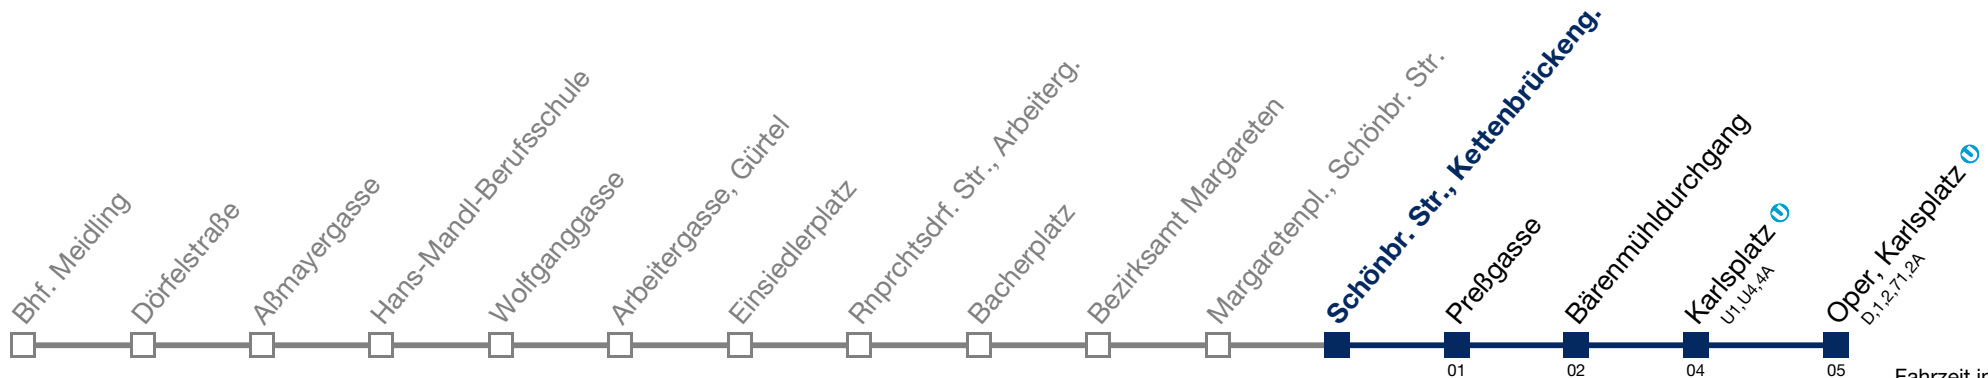 Bhf. Meidling
Dörfelstraße
Aßmayergasse
Hans-Mandl-Berufsschule
Wolfganggasse
Arbeitergasse, Gürtel
Einsiedlerplatz
Rnprchtsdrf. Str., Arbeiterg.
Bacherplatz
Bezirksamt Margareten
Margaretenpl., Schönbr. Str.
Schönbr. Str., Kettenbrückeng.
Preßgasse
Bärenmühldurchgang
Karlsplatz U
U1,U4,4A
Oper, Karlsplatz U
D,1,2,71,2A
01
02
04
05
Fahrzeit